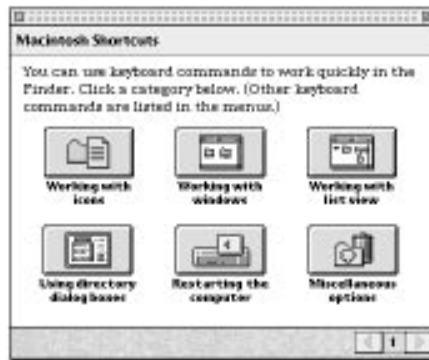 Macintosh Shortcuts
You can use keyboard commands to work quickly in the
Finder. Click a category below. (Other keyboard
commands are listed in the menus.)
Working with
icons
Working with
windows
Working with
list view
Using directory
dialog boxes
Restarting the
computer
Miscellaneous
options
1